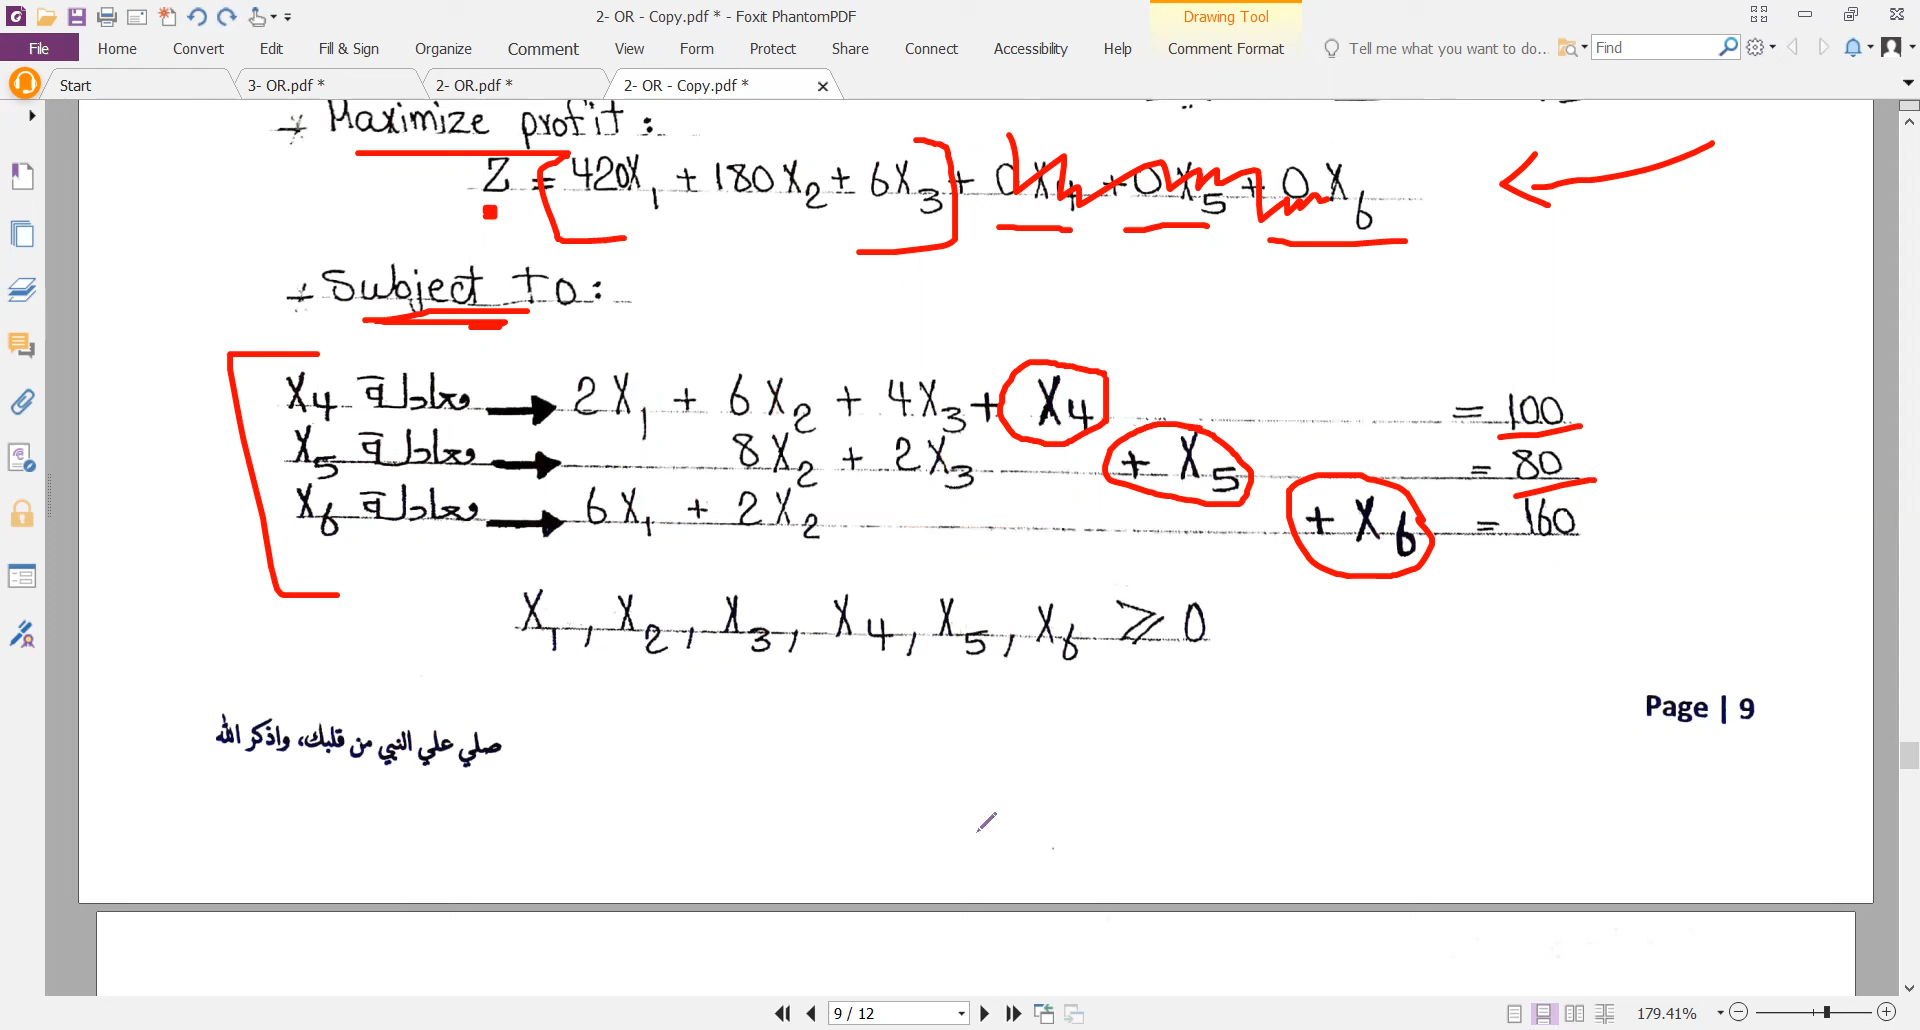 2- OR - Copy.pdf * - Foxit PhantomPDF
Drawing Tool
File Home Convert Edit Fill & Sign Organize Comment View Form Protect Share Connect Accessibility Help Comment Format Tell me what you want to do... Find
Start 3- OR.pdf * 2- OR.pdf * 2- OR - Copy.pdf *
Maximize profit :
Z = 420X1 + 180X2 + 6X3 + 0X4 + 0X5 + 0X6
Subject To :
X4 معادلة → 2X1 + 6X2 + 4X3 + X4 = 100
X5 معادلة → 8X2 + 2X3 + X5 = 80
X6 معادلة → 6X1 + 2X2 + X6 = 160
X1, X2, X3, X4, X5, X6 ⩾ 0
Page | 9
صلي علي النبي من قلبك، واذكر الله
9 / 12
179.41%